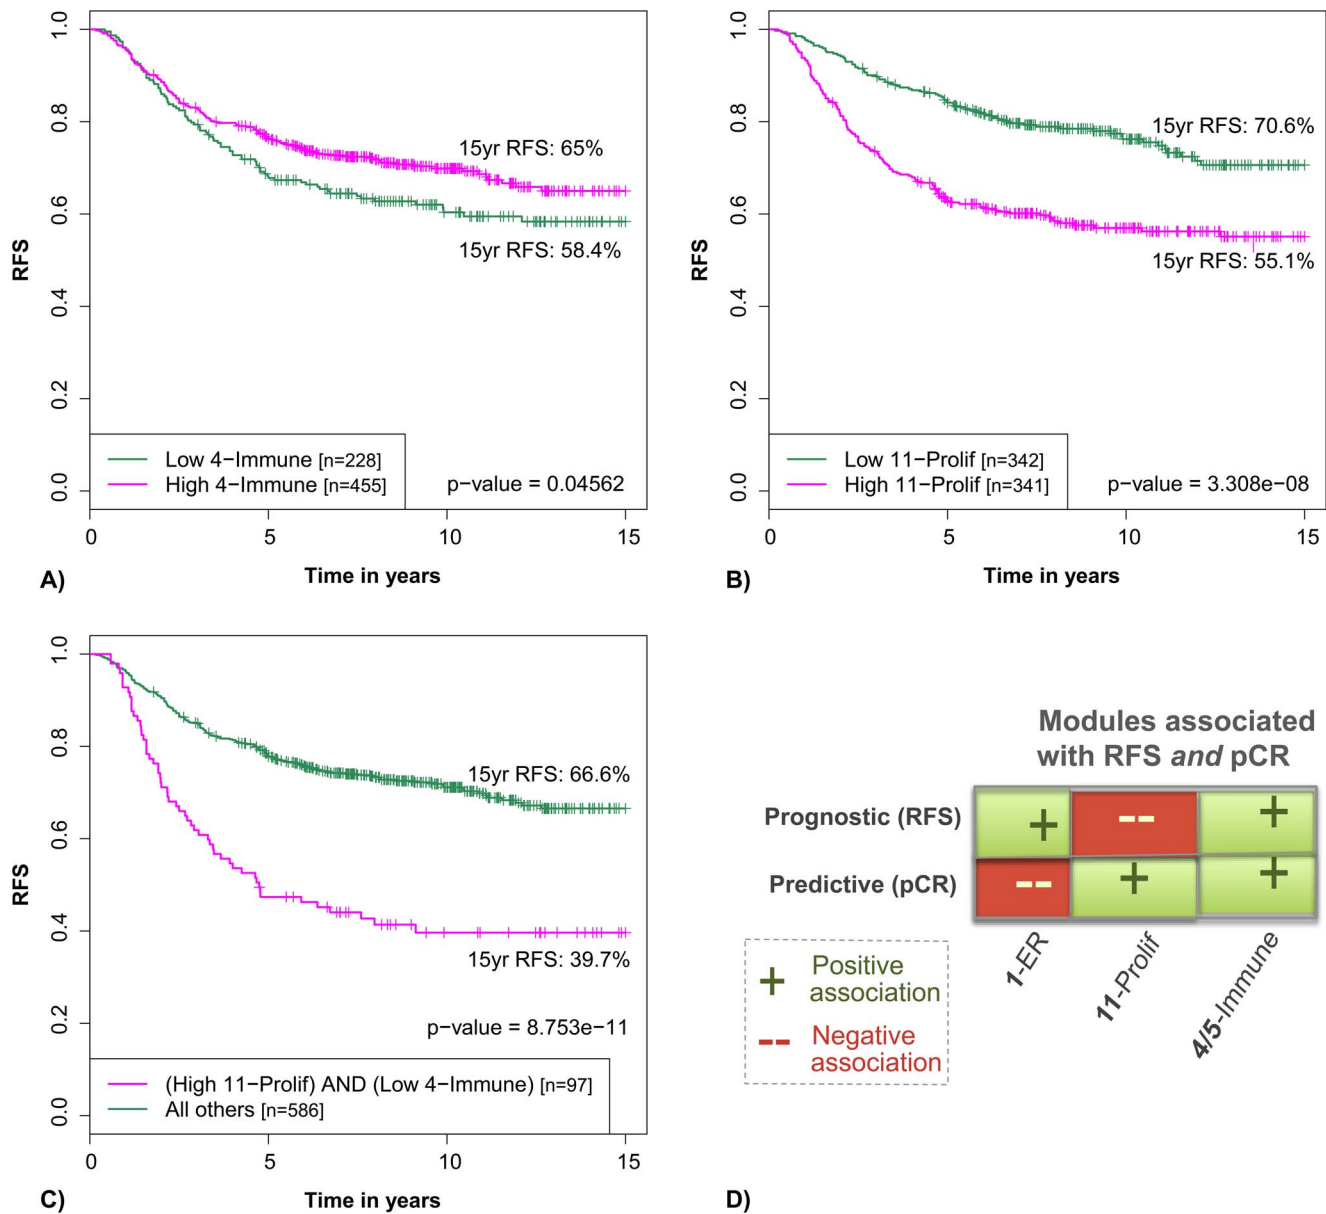 1.0
0.8
0.6
0.4
0.2
0.0
RFS
15yr RFS: 65%
15yr RFS: 58.4%
Low 4−Immune [n=228]
High 4−Immune [n=455]
p−value = 0.04562
0 5 10 15
Time in years
A)
1.0
0.8
0.6
0.4
0.2
0.0
RFS
15yr RFS: 70.6%
15yr RFS: 55.1%
Low 11−Prolif [n=342]
High 11−Prolif [n=341]
p−value = 3.308e−08
0 5 10 15
Time in years
B)
1.0
0.8
0.6
0.4
0.2
0.0
RFS
15yr RFS: 66.6%
15yr RFS: 39.7%
p−value = 8.753e−11
(High 11−Prolif) AND (Low 4−Immune) [n=97]
All others [n=586]
0 5 10 15
Time in years
C)
Modules associated
with RFS and pCR
Prognostic (RFS) + -- +
Predictive (pCR) -- + +
1-ER
11-Prolif
4/5-Immune
+ Positive
association
-- Negative
association
D)